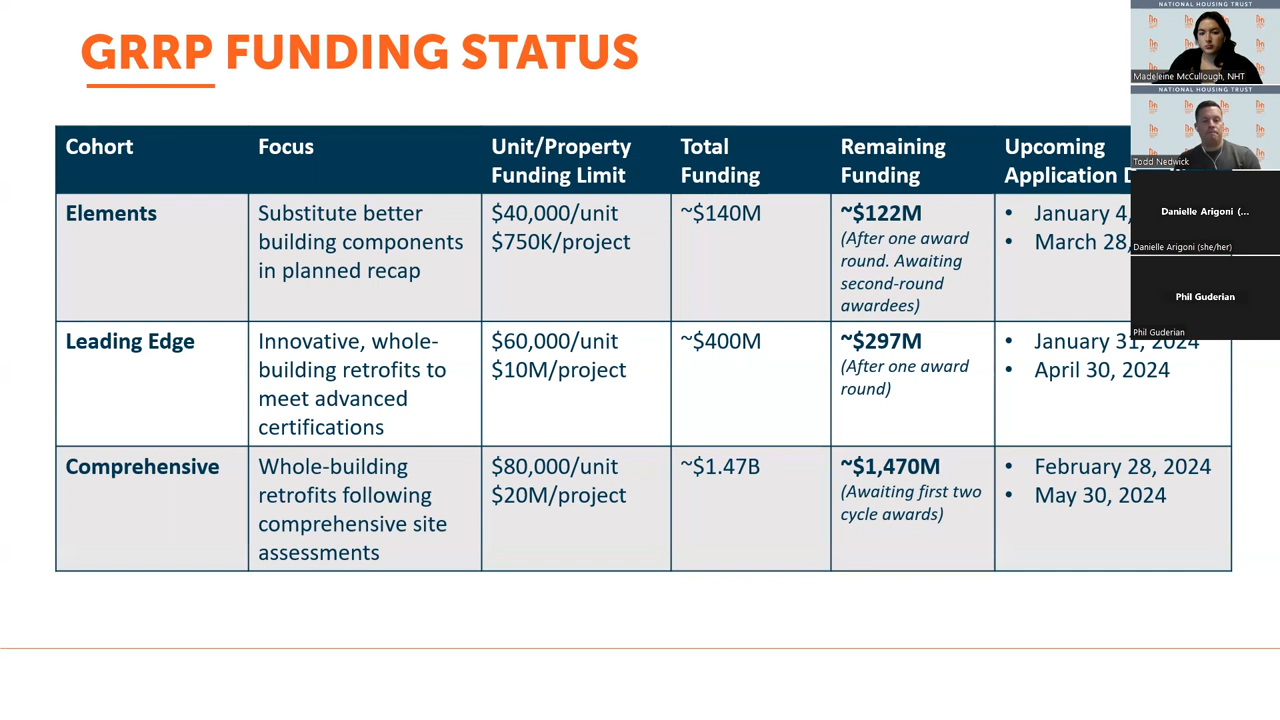 GRRP FUNDING STATUS
Cohort
Focus
Unit/Property
Funding Limit
Total
Funding
Remaining
Funding
Upcoming
Application
Elements
Substitute better
building components
in planned recap
$40,000/unit
$750K/project
~$140M
~$122M
(After one award
round. Awaiting
second-round
awardees)
• January 4,
• March 28,
Leading Edge
Innovative, whole-
building retrofits to
meet advanced
certifications
$60,000/unit
$10M/project
~$400M
~$297M
(After one award
round)
• January 31, 2024
• April 30, 2024
Comprehensive
Whole-building
retrofits following
comprehensive site
assessments
$80,000/unit
$20M/project
~$1.47B
~$1,470M
(Awaiting first two
cycle awards)
• February 28, 2024
• May 30, 2024
NATIONAL HOUSING TRUST
Madeleine McCullough, NHT
NATIONAL HOUSING TRUST
Todd Nedwick
Danielle Arigoni (...
Danielle Arigoni (she/her)
Phil Guderian
Phil Guderian